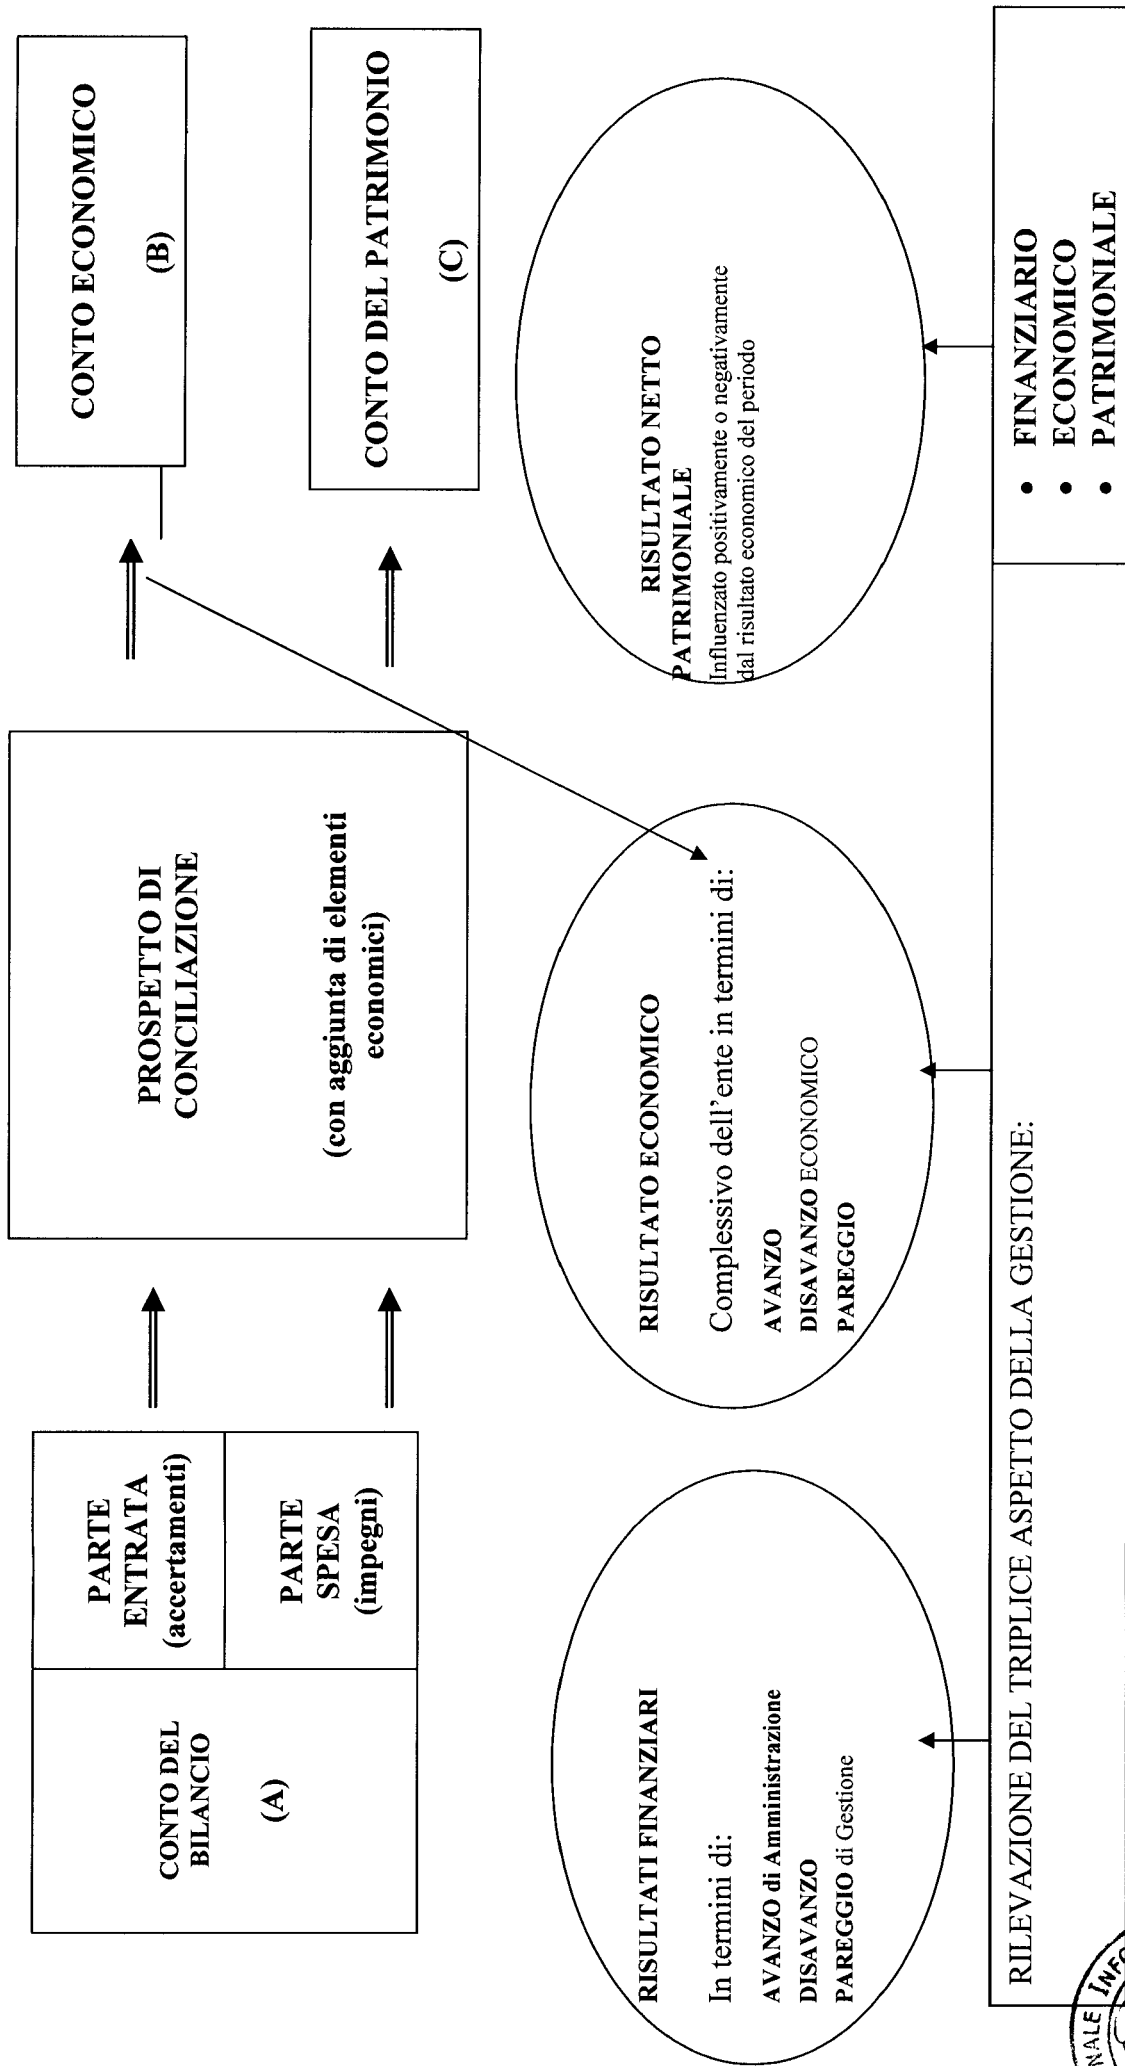 CONTO DEL
BILANCIO
(A)
PARTE
ENTRATA
(accertamenti)
PARTE
SPESA
(impegni)
PROSPETTO DI
CONCILIAZIONE
(con aggiunta di elementi
economici)
CONTO ECONOMICO
(B)
CONTO DEL PATRIMONIO
(C)
RISULTATI FINANZIARI
In termini di:
AVANZO di Amministrazione
DISAVANZO
PAREGGIO di Gestione
RISULTATO ECONOMICO
Complessivo dell'ente in termini di:
AVANZO
DISAVANZO ECONOMICO
PAREGGIO
RISULTATO NETTO
PATRIMONIALE
Influenzato positivamente o negativamente
dal risultato economico del periodo
RILEVAZIONE DEL TRIPLICE ASPETTO DELLA GESTIONE:
• FINANZIARIO
• ECONOMICO
• PATRIMONIALE